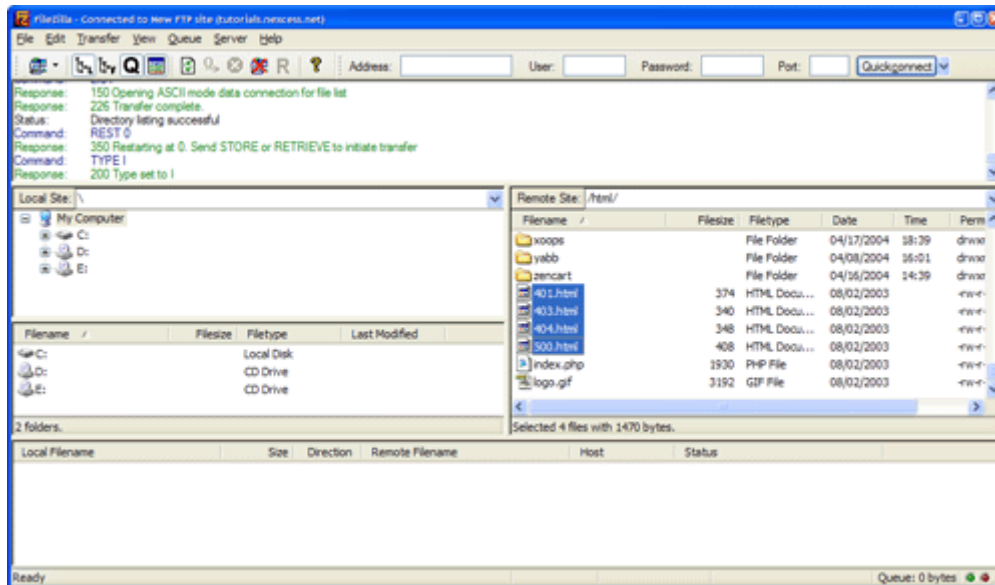 FileZilla - Connected to New FTP site (tutorials.nexcess.net)
File Edit Transfer View Queue Server Help
Address: User: Password: Port: Quickconnect
Response: 150 Opening ASCII mode data connection for file list
Response: 226 Transfer complete.
Status: Directory listing successful
Command: REST 0
Response: 350 Restarting at 0. Send STORE or RETRIEVE to initiate transfer
Command: TYPE I
Response: 200 Type set to I
Local Site: \
My Computer
C:
D:
E:
Filename / Filesize Filetype Last Modified
C: Local Disk
D: CD Drive
E: CD Drive
2 folders.
Remote Site: /html/
Filename / Filesize Filetype Date Time Perm
xoops File Folder 04/17/2004 18:39 drwxr
yabb File Folder 04/08/2004 16:01 drwxr
zencart File Folder 04/16/2004 14:39 drwxr
401.html 374 HTML Docu... 08/02/2003 -rw-r-
403.html 340 HTML Docu... 08/02/2003 -rw-r-
404.html 348 HTML Docu... 08/02/2003 -rw-r-
500.html 408 HTML Docu... 08/02/2003 -rw-r-
index.php 1930 PHP File 08/02/2003 -rw-r-
logo.gif 3192 GIF File 08/02/2003 -rw-r-
Selected 4 files with 1470 bytes.
Local Filename Size Direction Remote Filename Host Status
Ready
Queue: 0 bytes